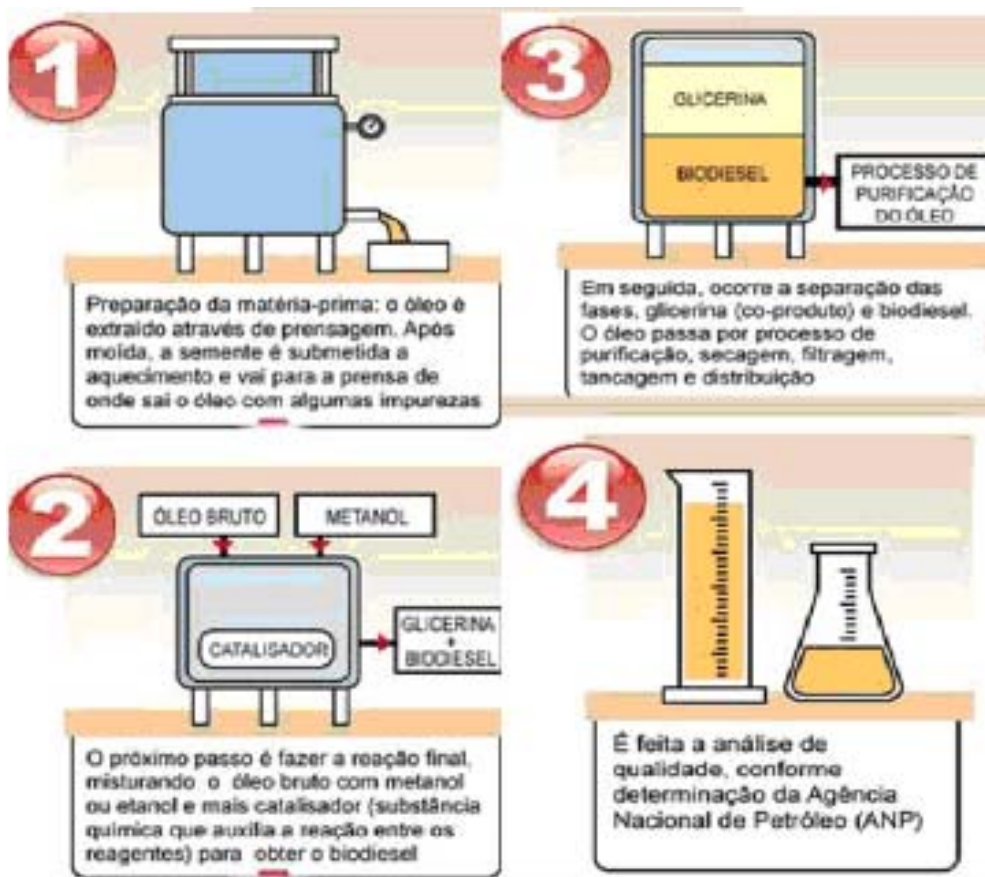 1
Preparação da matéria-prima: o óleo é
extraído através de prensagem. Após
moída, a semente é submetida a
aquecimento e vai para a prensa de
onde sai o óleo com algumas impurezas
2
ÓLEO BRUTO
METANOL
CATALISADOR
GLICERINA
+
BIODIESEL
O próximo passo é fazer a reação final,
misturando o óleo bruto com metanol
ou etanol e mais catalisador (substância
química que auxilia a reação entre os
reagentes) para obter o biodiesel
3
GLICERINA
BIODIESEL
PROCESSO DE
PURIFICAÇÃO
DO ÓLEO
Em seguida, ocorre a separação das
fases, glicerina (co-produto) e biodiesel.
O óleo passa por processo de
purificação, secagem, filtragem,
tancagem e distribuição
4
É feita a análise de
qualidade, conforme
determinação da Agência
Nacional de Petróleo (ANP)